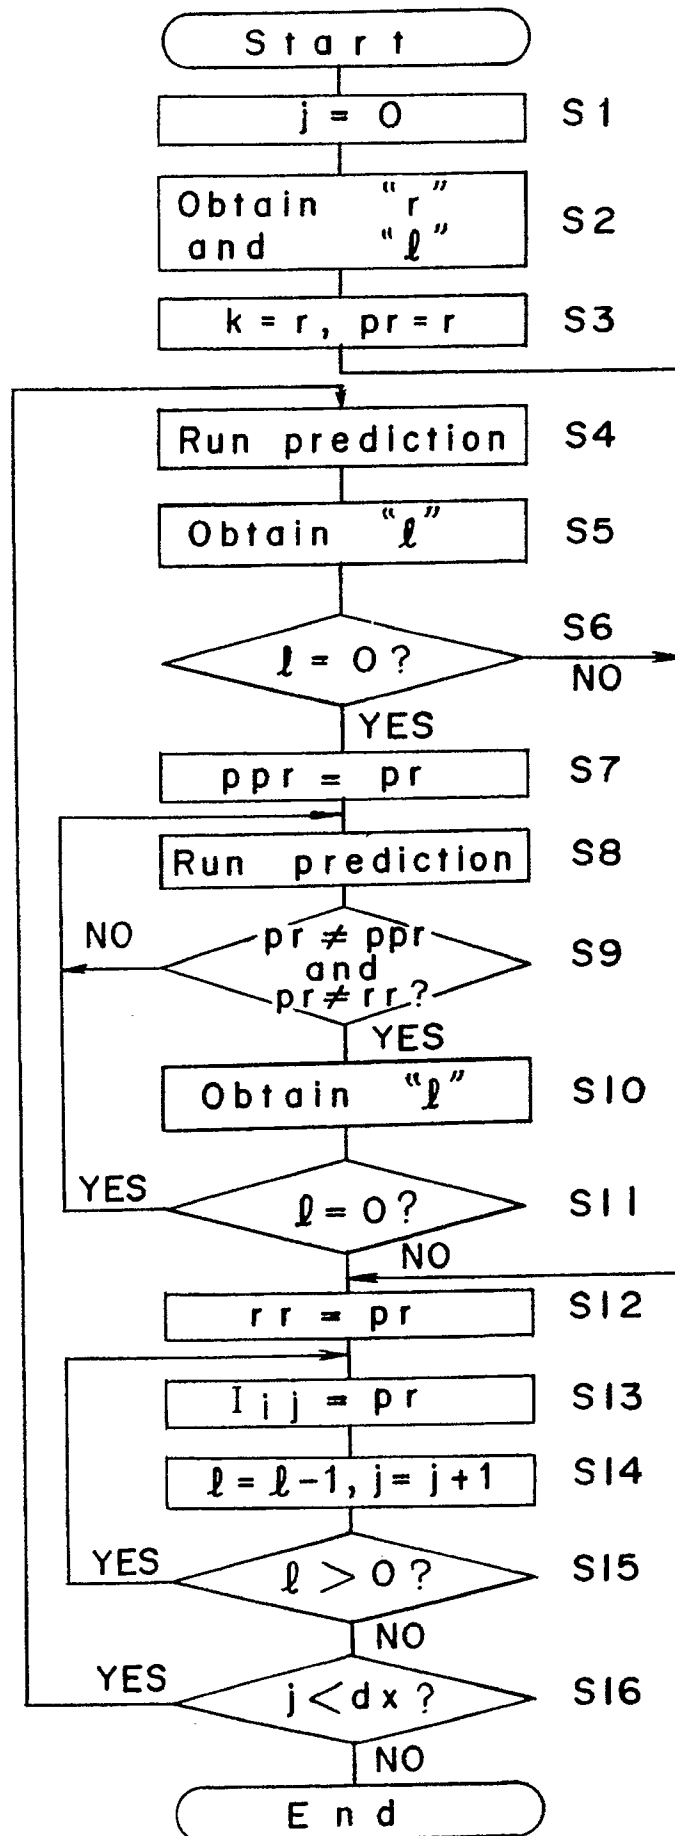 Start
j = 0 S1
Obtain "r"
and "ℓ" S2
k = r, pr = r S3
Run prediction S4
Obtain "ℓ" S5
ℓ = 0? S6
NO
YES
ppr = pr S7
Run prediction S8
NO
pr ≠ ppr
and
pr ≠ rr? S9
YES
Obtain "ℓ" S10
YES
ℓ = 0? S11
NO
rr = pr S12
Iij = pr S13
ℓ = ℓ-1, j = j+1 S14
YES
ℓ > 0? S15
NO
YES
j < dx? S16
NO
End